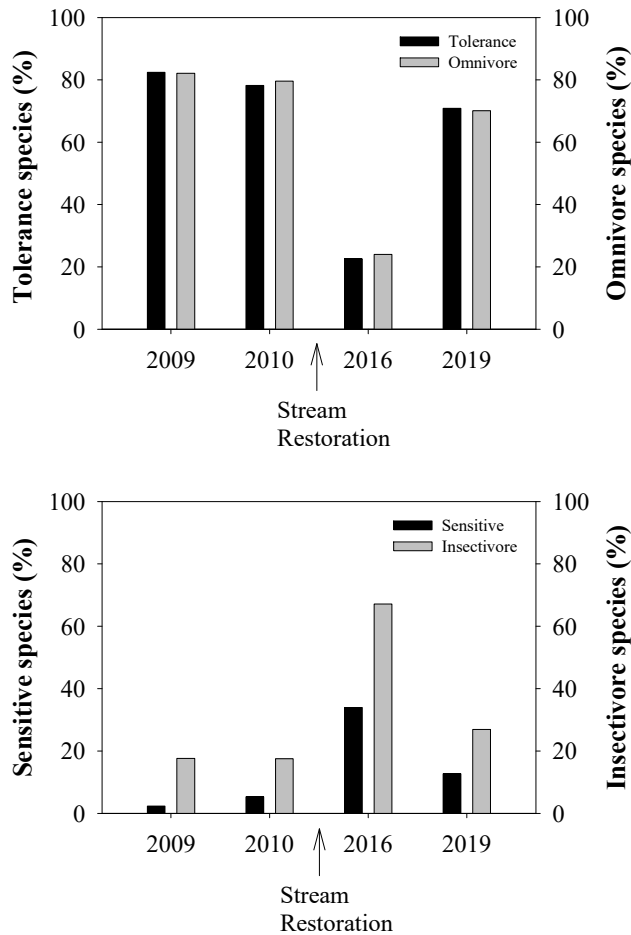 100
80
60
40
20
0
Tolerance species (%)
Tolerance
Omnivore
100
80
60
40
20
0
Omnivore species (%)
2009 2010 2016 2019
Stream
Restoration
100
80
60
40
20
0
Sensitive species (%)
Sensitive
Insectivore
100
80
60
40
20
0
Insectivore species (%)
2009 2010 2016 2019
Stream
Restoration